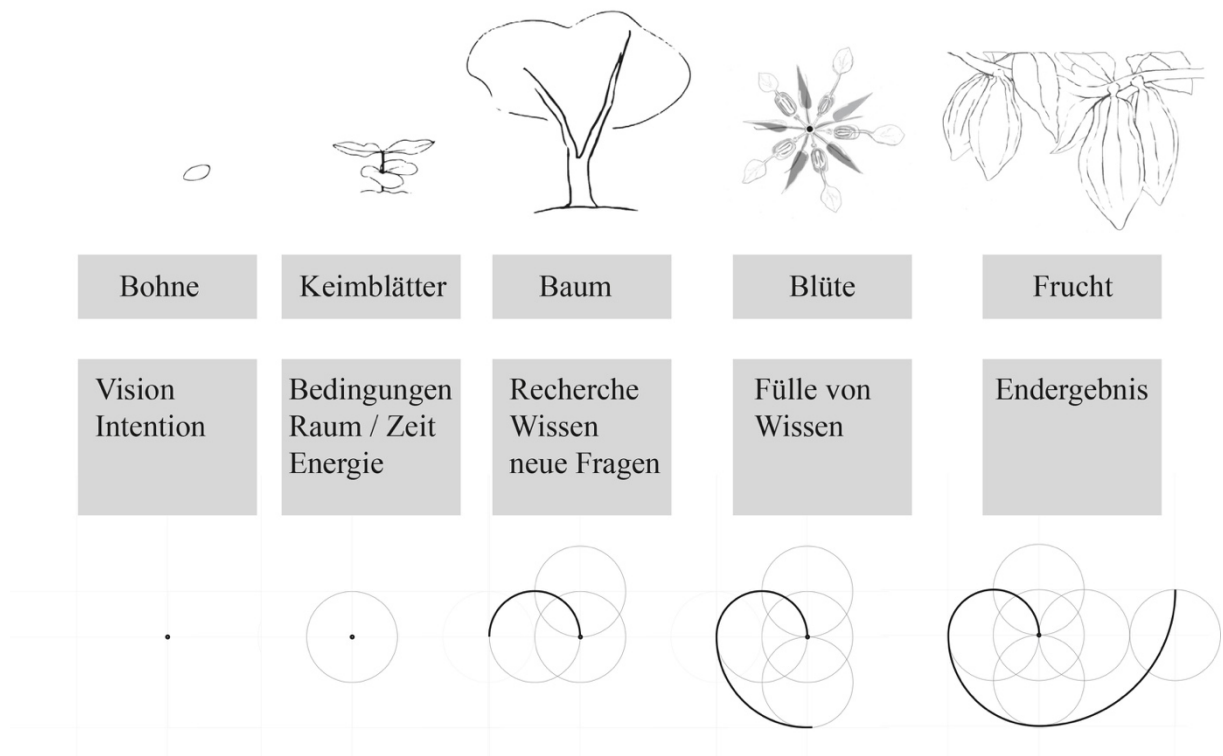 Bohne
Keimblätter
Baum
Blüte
Frucht
Vision
Intention
Bedingungen
Raum / Zeit
Energie
Recherche
Wissen
neue Fragen
Fülle von
Wissen
Endergebnis